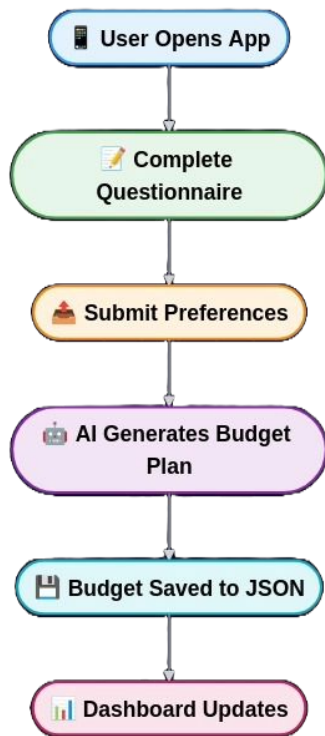 📱 User Opens App
📝 Complete
Questionnaire
📤 Submit Preferences
🤖 AI Generates Budget
Plan
💾 Budget Saved to JSON
📊 Dashboard Updates